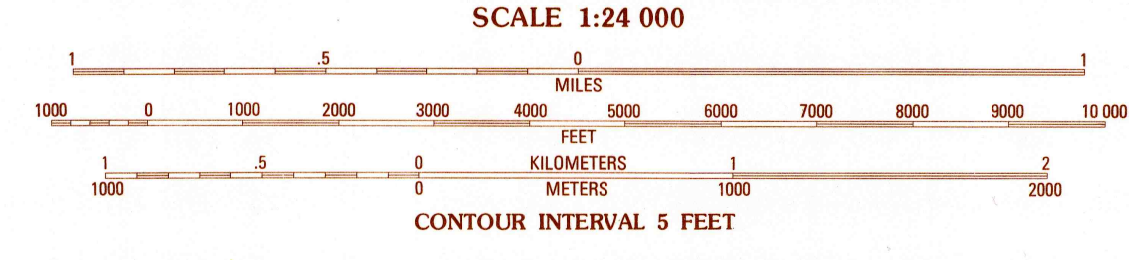 SCALE 1:24 000
1 .5 0 1
MILES
1000 0 1000 2000 3000 4000 5000 6000 7000 8000 9000 10 000
FEET
1 .5 0 KILOMETERS 1 2
1000 0 METERS 1000 2000
CONTOUR INTERVAL 5 FEET